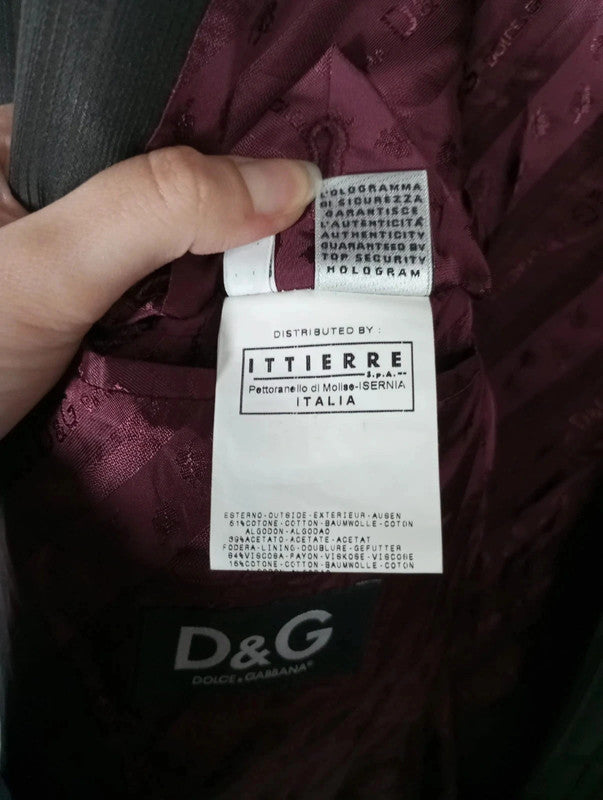 D&G
L'OLOGRAMMA
DI SICUREZZA
GARANTISCE
L'AUTENTICITÀ
AUTHENTICITY
GUARANTEED BY
TOP SECURITY
HOLOGRAM
DISTRIBUTED BY :
ITTIERRE
S.p.A.
Pettoranello di Molise-ISERNIA
ITALIA
D&G
ESTERNO-OUTSIDE-EXTERIEUR-AUSEN
61%COTONE-COTTON-BAUMWOLLE-COTON
ALGODON-ALGODAO
39%ACETATO-ACETATE-ACETAT
FODERA-LINING-DOUBLURE-GEFUTTER
84%VISCOSA-RAYON-VISKOSE-VISCOSE
16%COTONE-COTTON-BAUMWOLLE-COTON
D&G
DOLCE & GABBANA®